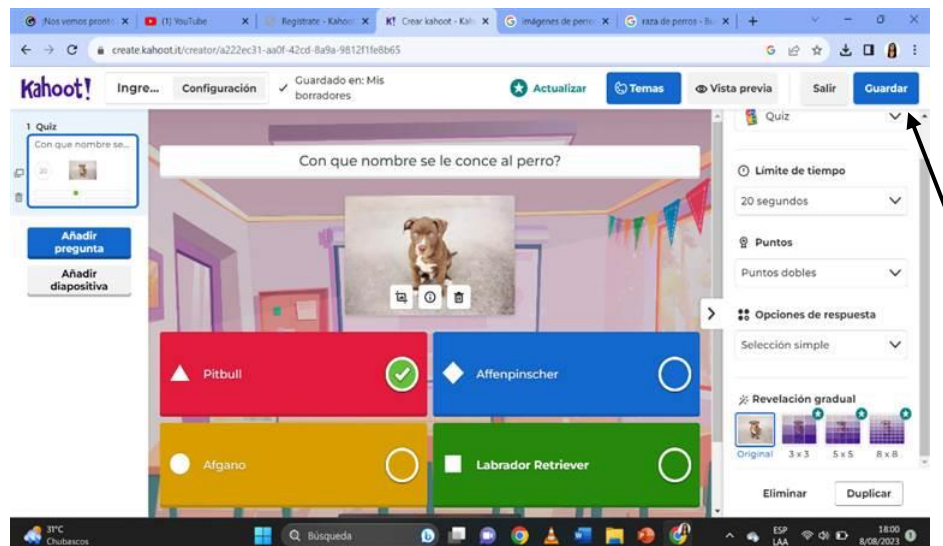 ¡Nos vemos pronto
(1) YouTube
Regístrate - Kahoot
Crear kahoot - Kah
imágenes de perro
raza de perros - Bu
create.kahoot.it/creator/a222ec31-aa0f-42cd-8a9a-9812f1fe8b65
Kahoot!
Ingre...
Configuración
Guardado en: Mis
borradores
Actualizar
Temas
Vista previa
Salir
Guardar
1 Quiz
Con que nombre se...
20
Añadir
pregunta
Añadir
diapositiva
Con que nombre se le conce al perro?
Pitbull
Affenpinscher
Afgano
Labrador Retriever
Quiz
Límite de tiempo
20 segundos
Puntos
Puntos dobles
Opciones de respuesta
Selección simple
Revelación gradual
Original
3 x 3
5 x 5
8 x 8
Eliminar
Duplicar
31°C
Chubascos
Búsqueda
ESP
LAA
18:00
8/08/2023